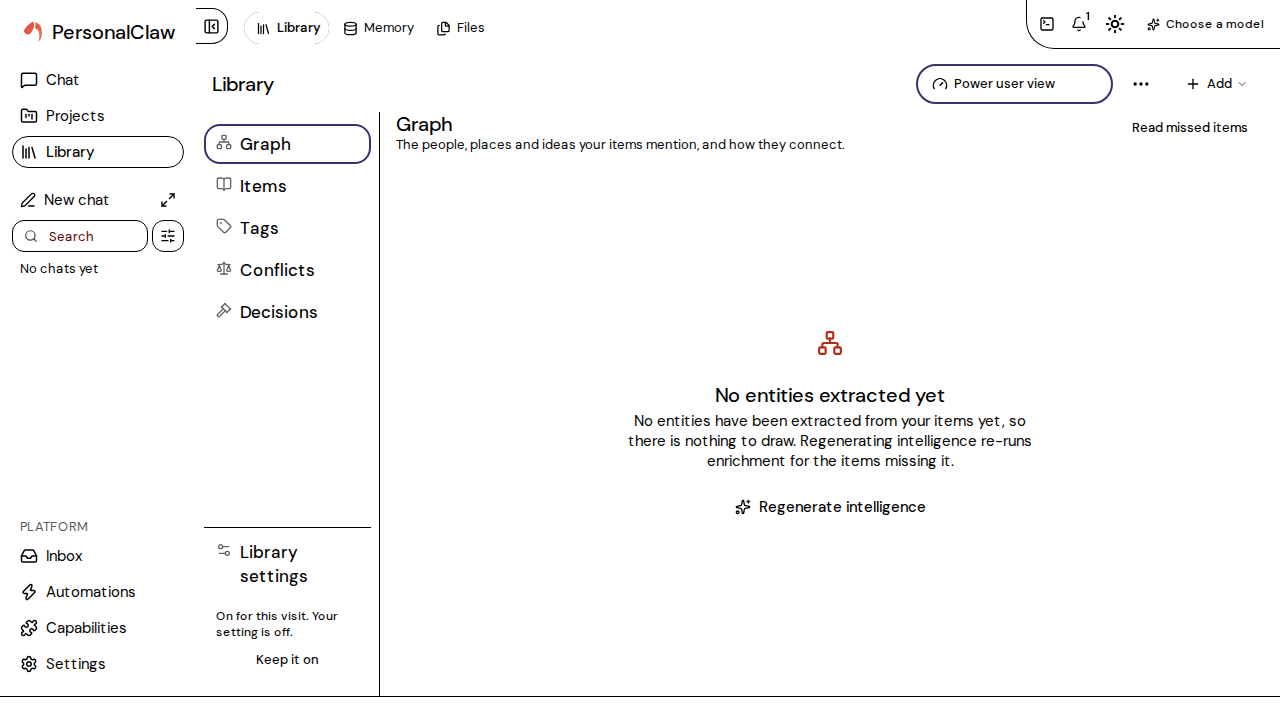 PersonalClaw
Library
Memory
Files
1
Choose a model
Chat
Projects
Library
New chat
Search
No chats yet
PLATFORM
Inbox
Automations
Capabilities
Settings
Library
Power user view
Add
Graph
Items
Tags
Conflicts
Decisions
Library
settings
On for this visit. Your
setting is off.
Keep it on
Graph
The people, places and ideas your items mention, and how they connect.
Read missed items
No entities extracted yet
No entities have been extracted from your items yet, so
there is nothing to draw. Regenerating intelligence re-runs
enrichment for the items missing it.
Regenerate intelligence